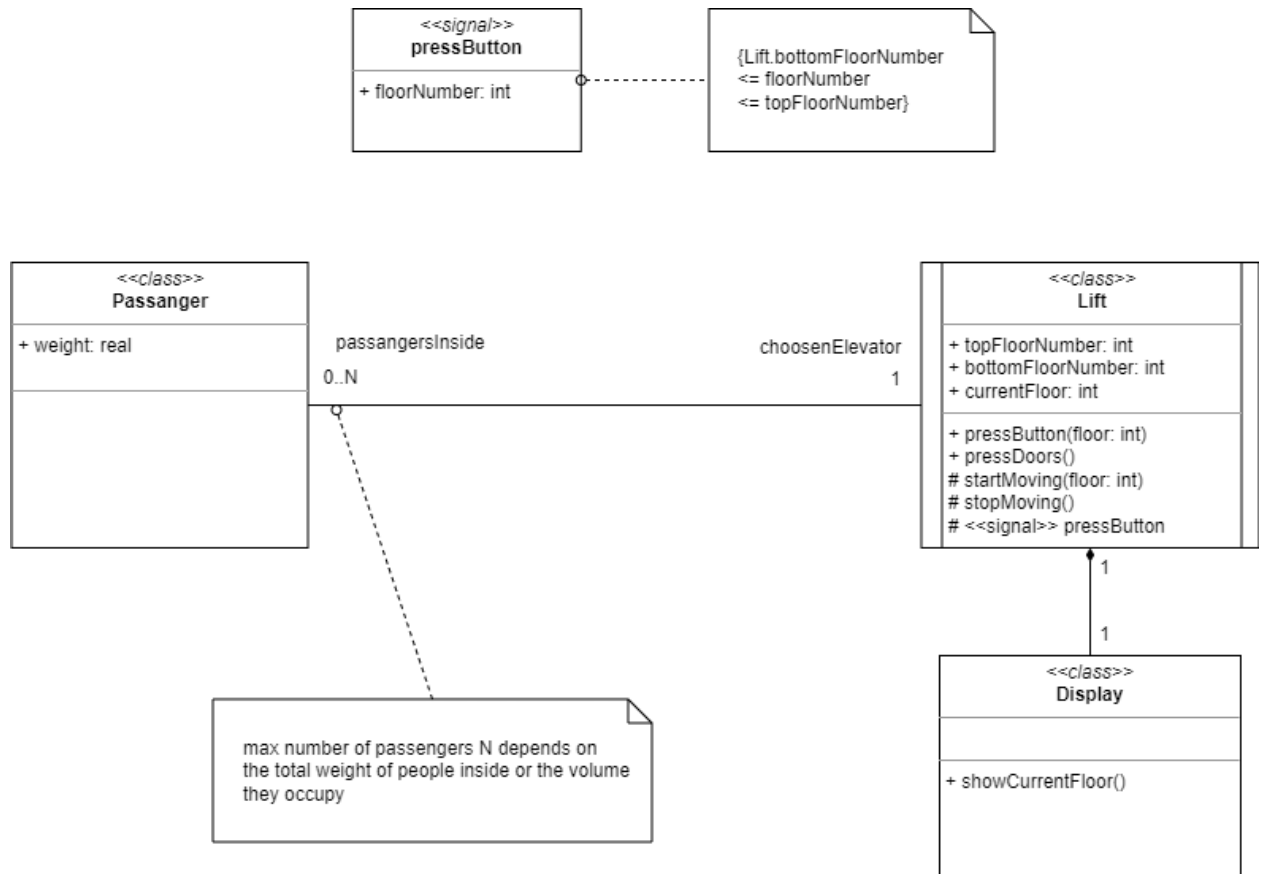 <<signal>>
pressButton
+ floorNumber: int
{Lift.bottomFloorNumber
<= floorNumber
<= topFloorNumber}
<<class>>
Passanger
+ weight: real
passangersInside
0..N
choosenElevator
1
<<class>>
Lift
+ topFloorNumber: int
+ bottomFloorNumber: int
+ currentFloor: int
+ pressButton(floor: int)
+ pressDoors()
# startMoving(floor: int)
# stopMoving()
# <<signal>> pressButton
1
1
<<class>>
Display
+ showCurrentFloor()
max number of passengers N depends on
the total weight of people inside or the volume
they occupy